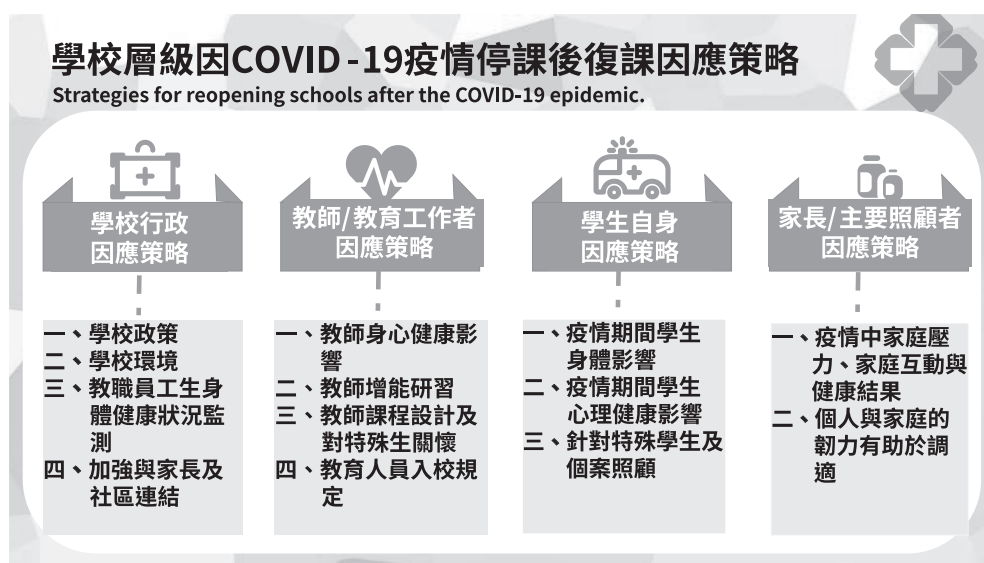 學校層級因COVID-19疫情停課後復課因應策略
Strategies for reopening schools after the COVID-19 epidemic.
學校行政
因應策略
一、學校政策
二、學校環境
三、教職員工生身
體健康狀況監
測
四、加強與家長及
社區連結
教師/教育工作者
因應策略
一、教師身心健康影
響
二、教師增能研習
三、教師課程設計及
對特殊生關懷
四、教育人員入校規
定
學生自身
因應策略
一、疫情期間學生
身體影響
二、疫情期間學生
心理健康影響
三、針對特殊學生及
個案照顧
家長/主要照顧者
因應策略
一、疫情中家庭壓
力、家庭互動與
健康結果
二、個人與家庭的
韌力有助於調
適